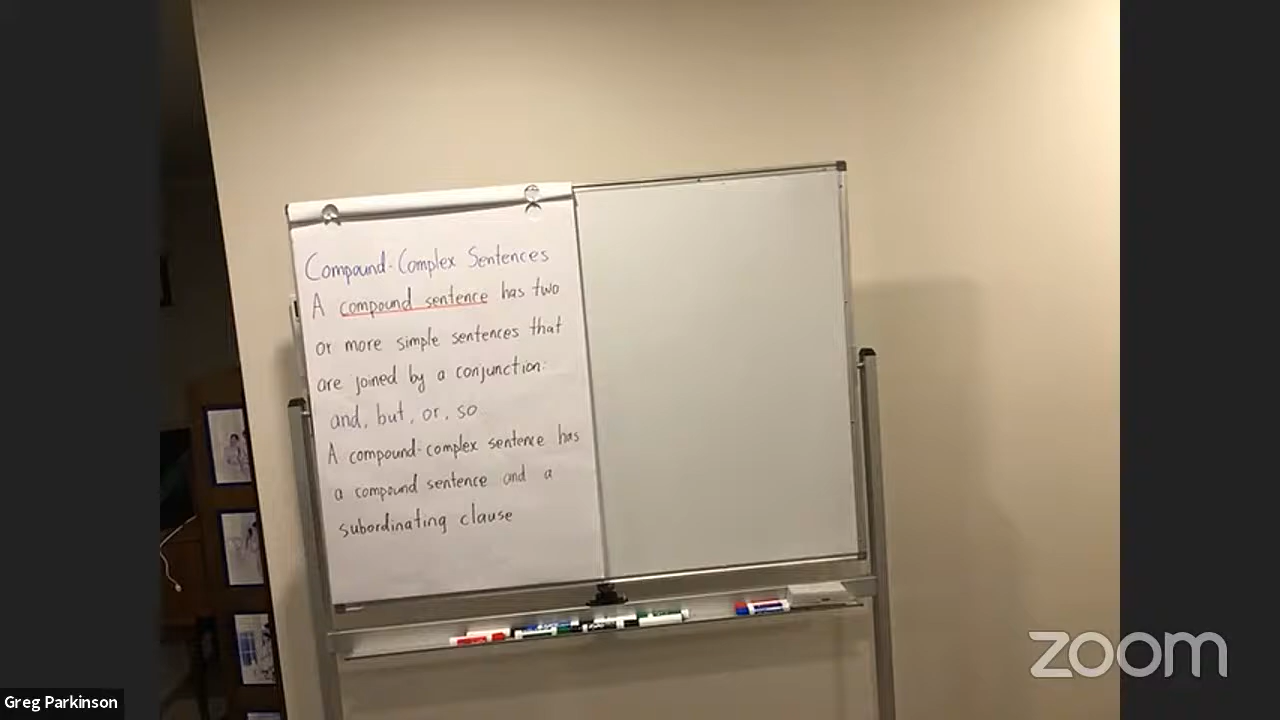 Compound-Complex Sentences
A compound sentence has two
or more simple sentences that
are joined by a conjunction:
and, but, or, so
A compound-complex sentence has
a compound sentence and a
subordinating clause
zoom
Greg Parkinson